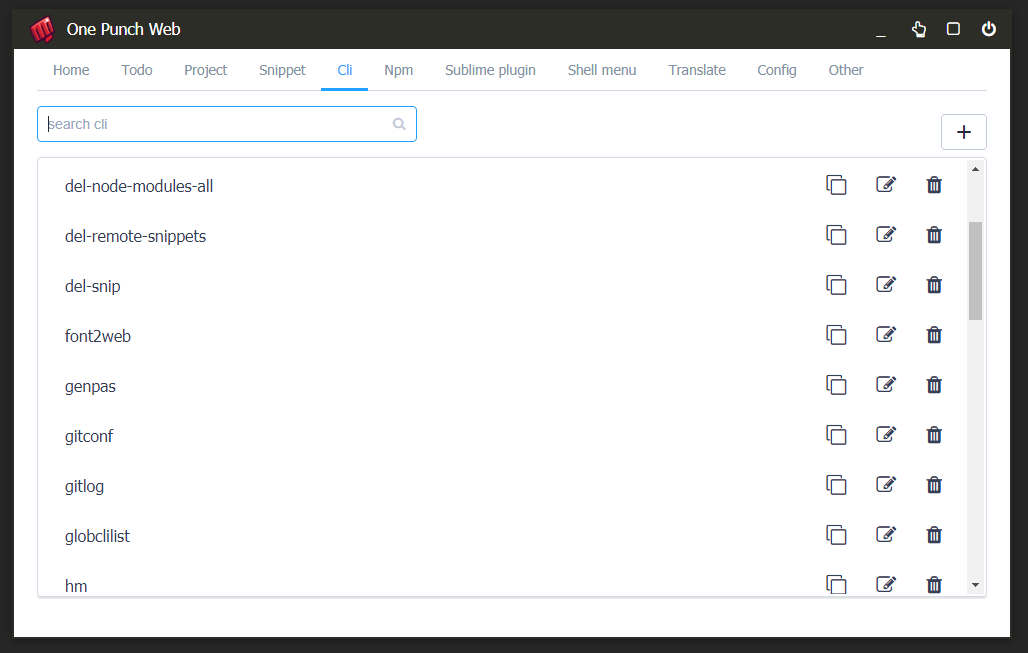 One Punch Web
Home Todo Project Snippet Cli Npm Sublime plugin Shell menu Translate Config Other
search cli
del-node-modules-all
del-remote-snippets
del-snip
font2web
genpas
gitconf
gitlog
globclilist
hm